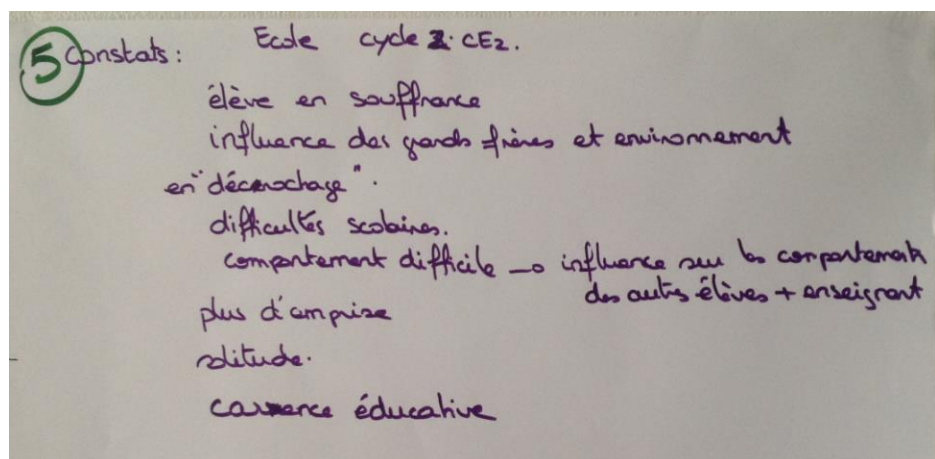 ⑤ Constats : Ecole cycle 2. CE2.
élève en souffrance
influence des grands frères et environnement
en "décrochage".
difficultés scolaires.
comportement difficile → influence sur les comportements
des autres élèves + enseignant
plus d'emprise
solitude.
carence éducative